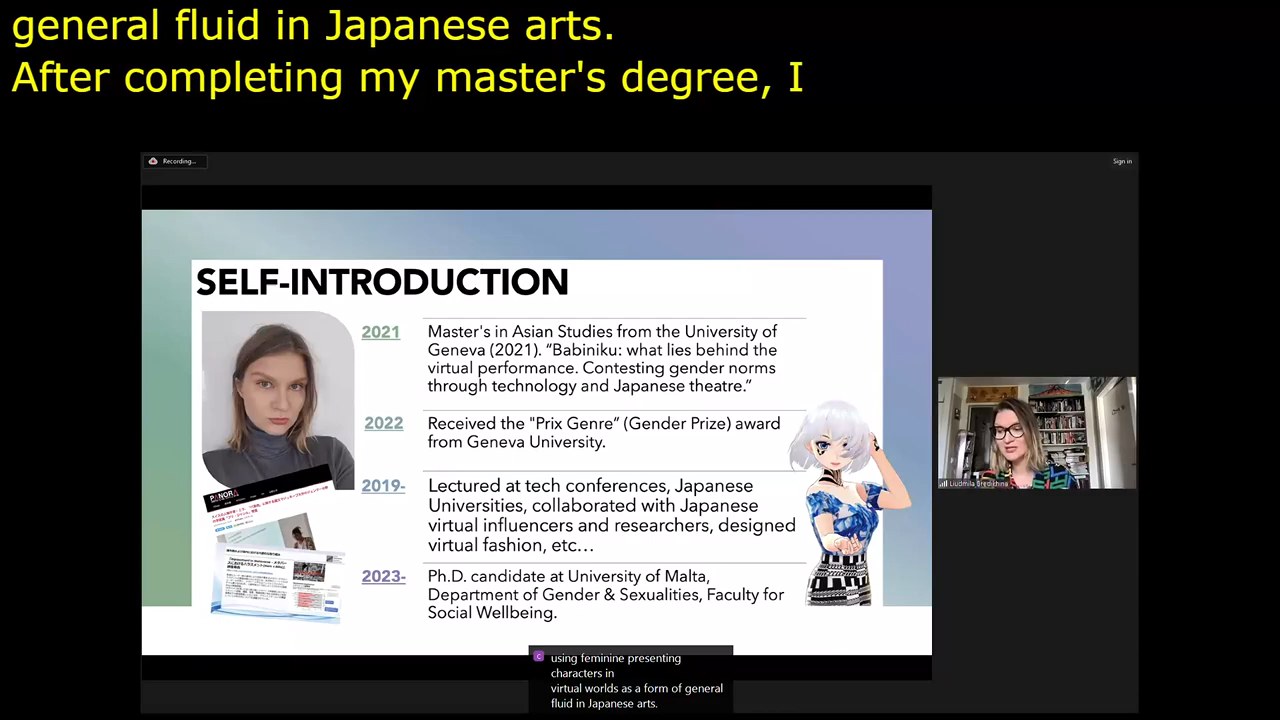 general fluid in Japanese arts.
After completing my master's degree, I
Recording...
Sign in
SELF-INTRODUCTION
2021
Master's in Asian Studies from the University of
Geneva (2021). “Babiniku: what lies behind the
virtual performance. Contesting gender norms
through technology and Japanese theatre.”
2022
Received the "Prix Genre” (Gender Prize) award
from Geneva University.
2019-
Lectured at tech conferences, Japanese
Universities, collaborated with Japanese
virtual influencers and researchers, designed
virtual fashion, etc…
2023-
Ph.D. candidate at University of Malta,
Department of Gender & Sexualities, Faculty for
Social Wellbeing.
PANORA
Liudmila Bredikhina
C
using feminine presenting
characters in
virtual worlds as a form of general
fluid in Japanese arts.